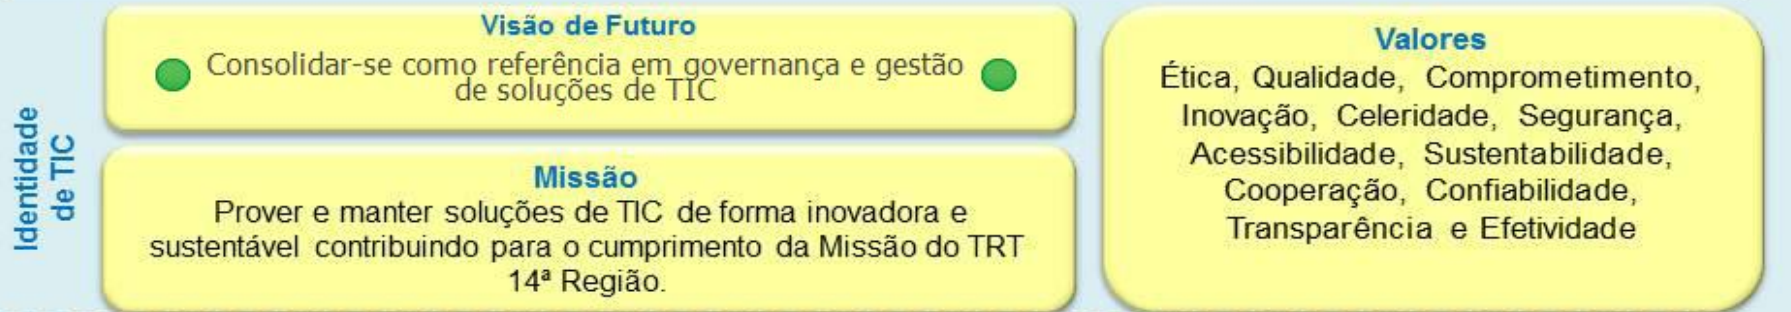 Identidade
de TIC
Visão de Futuro
Consolidar-se como referência em governança e gestão
de soluções de TIC
Missão
Prover e manter soluções de TIC de forma inovadora e
sustentável contribuindo para o cumprimento da Missão do TRT
14ª Região.
Valores
Ética, Qualidade, Comprometimento,
Inovação, Celeridade, Segurança,
Acessibilidade, Sustentabilidade,
Cooperação, Confiabilidade,
Transparência e Efetividade